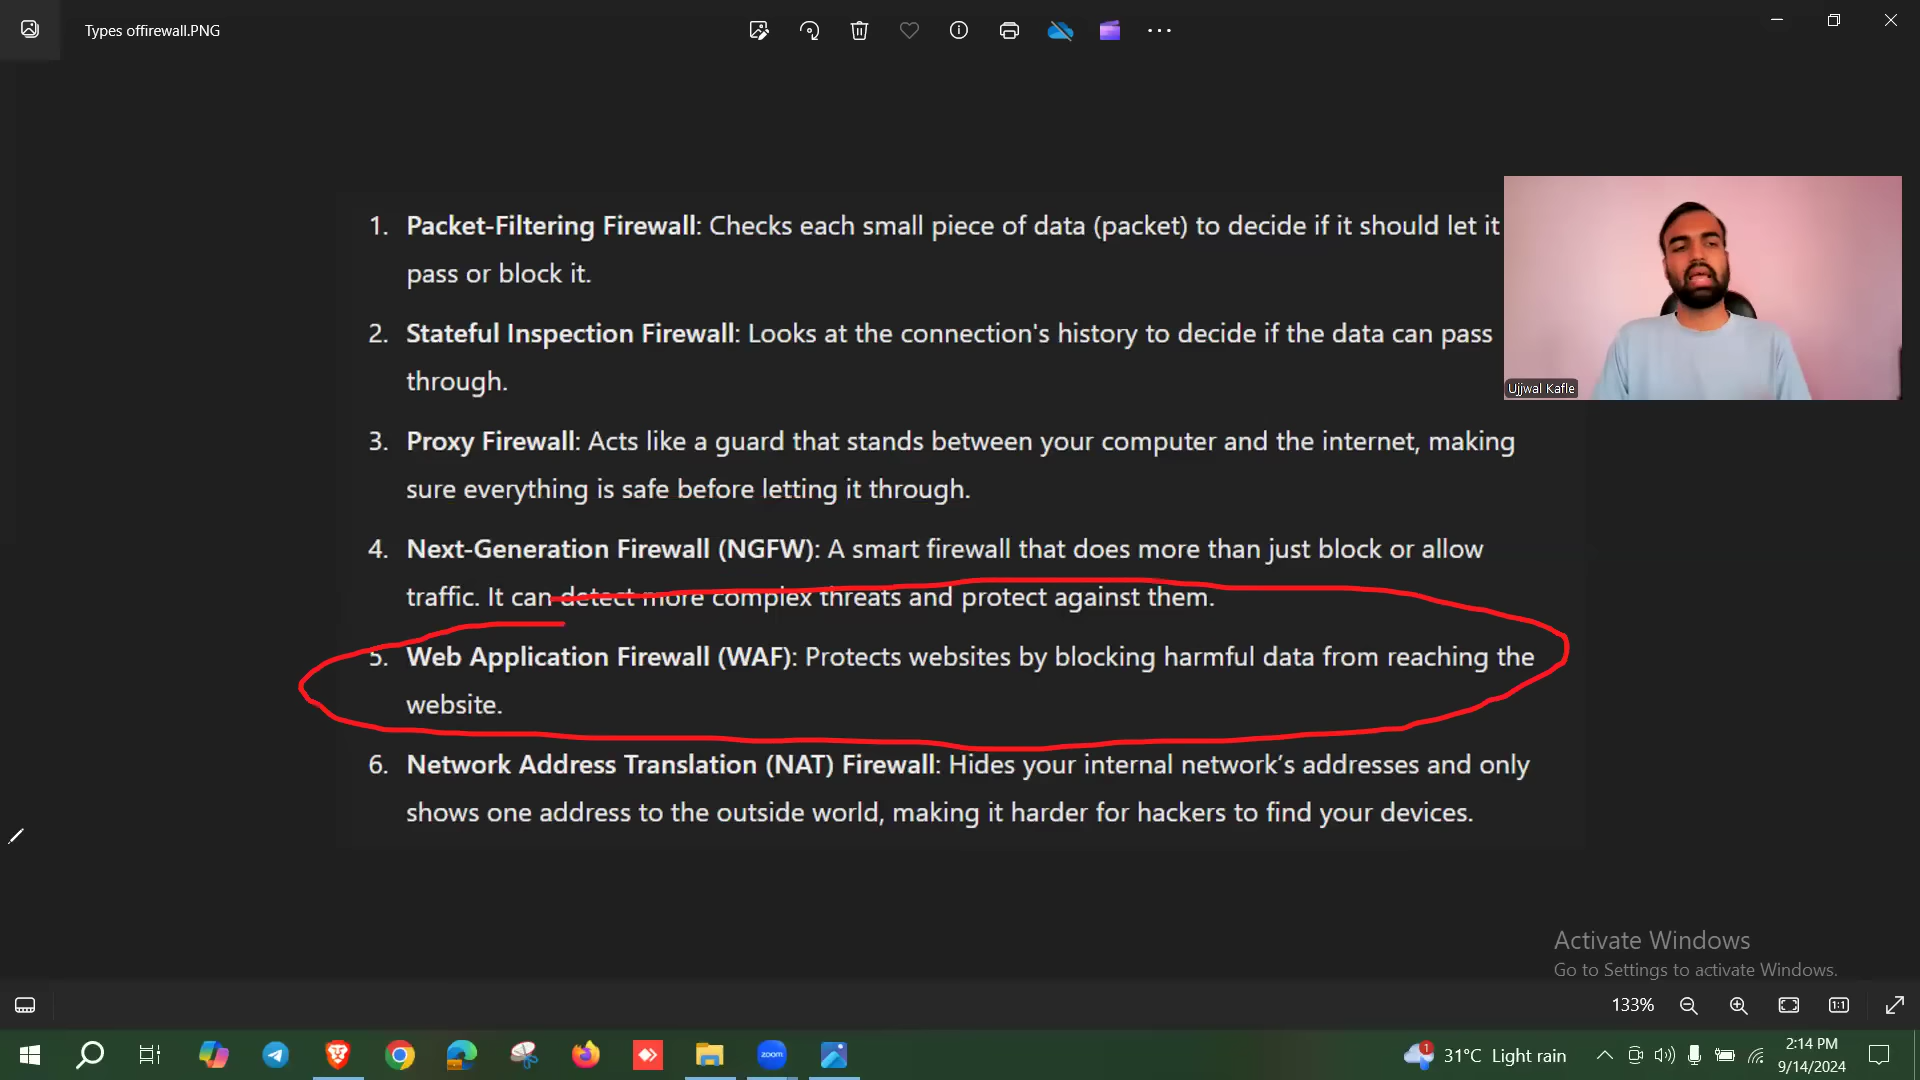 Types offirewall.PNG
1. Packet-Filtering Firewall: Checks each small piece of data (packet) to decide if it should let it
pass or block it.
2. Stateful Inspection Firewall: Looks at the connection's history to decide if the data can pass
through.
3. Proxy Firewall: Acts like a guard that stands between your computer and the internet, making
sure everything is safe before letting it through.
4. Next-Generation Firewall (NGFW): A smart firewall that does more than just block or allow
traffic. It can detect more complex threats and protect against them.
5. Web Application Firewall (WAF): Protects websites by blocking harmful data from reaching the
website.
6. Network Address Translation (NAT) Firewall: Hides your internal network’s addresses and only
shows one address to the outside world, making it harder for hackers to find your devices.
Ujjwal Kafle
Activate Windows
Go to Settings to activate Windows.
133%
1:1
zoom
1
31°C Light rain
2:14 PM
9/14/2024